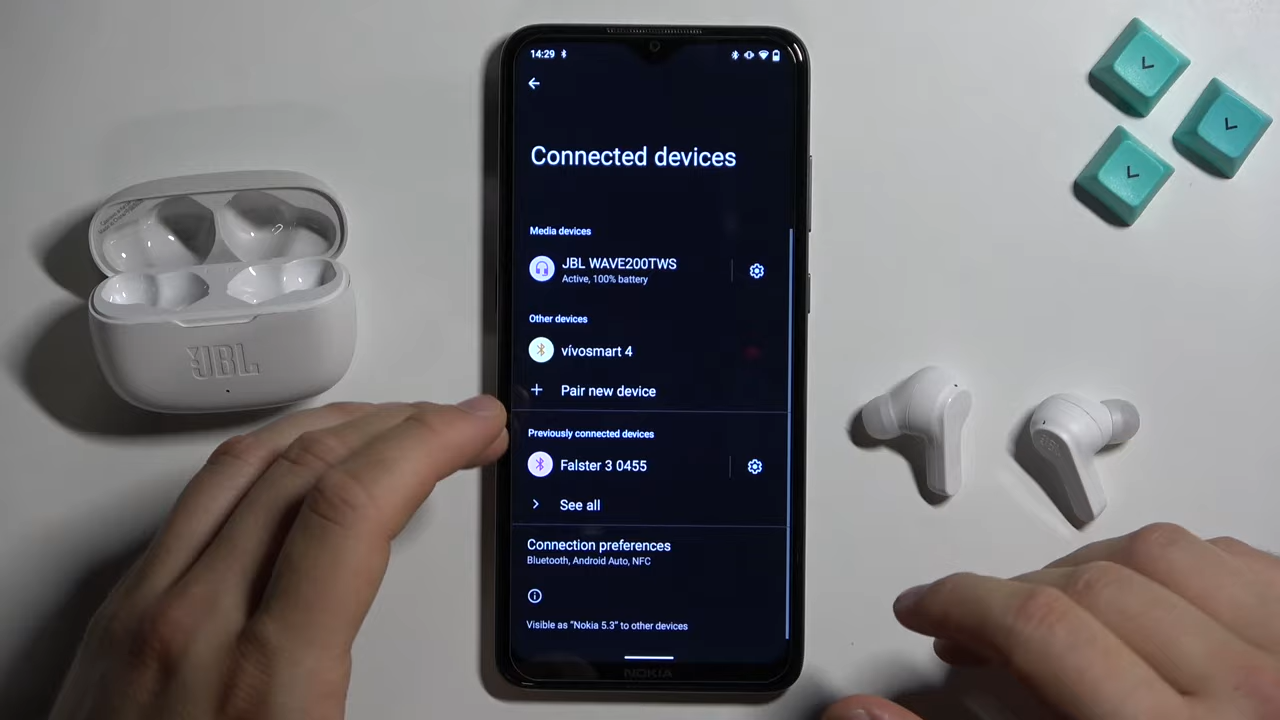 14:29
Connected devices
Media devices
JBL WAVE200TWS
Active, 100% battery
Other devices
vívosmart 4
Pair new device
Previously connected devices
Falster 3 0455
See all
Connection preferences
Bluetooth, Android Auto, NFC
Visible as "Nokia 5.3" to other devices
NOKIA
JBL
JBL